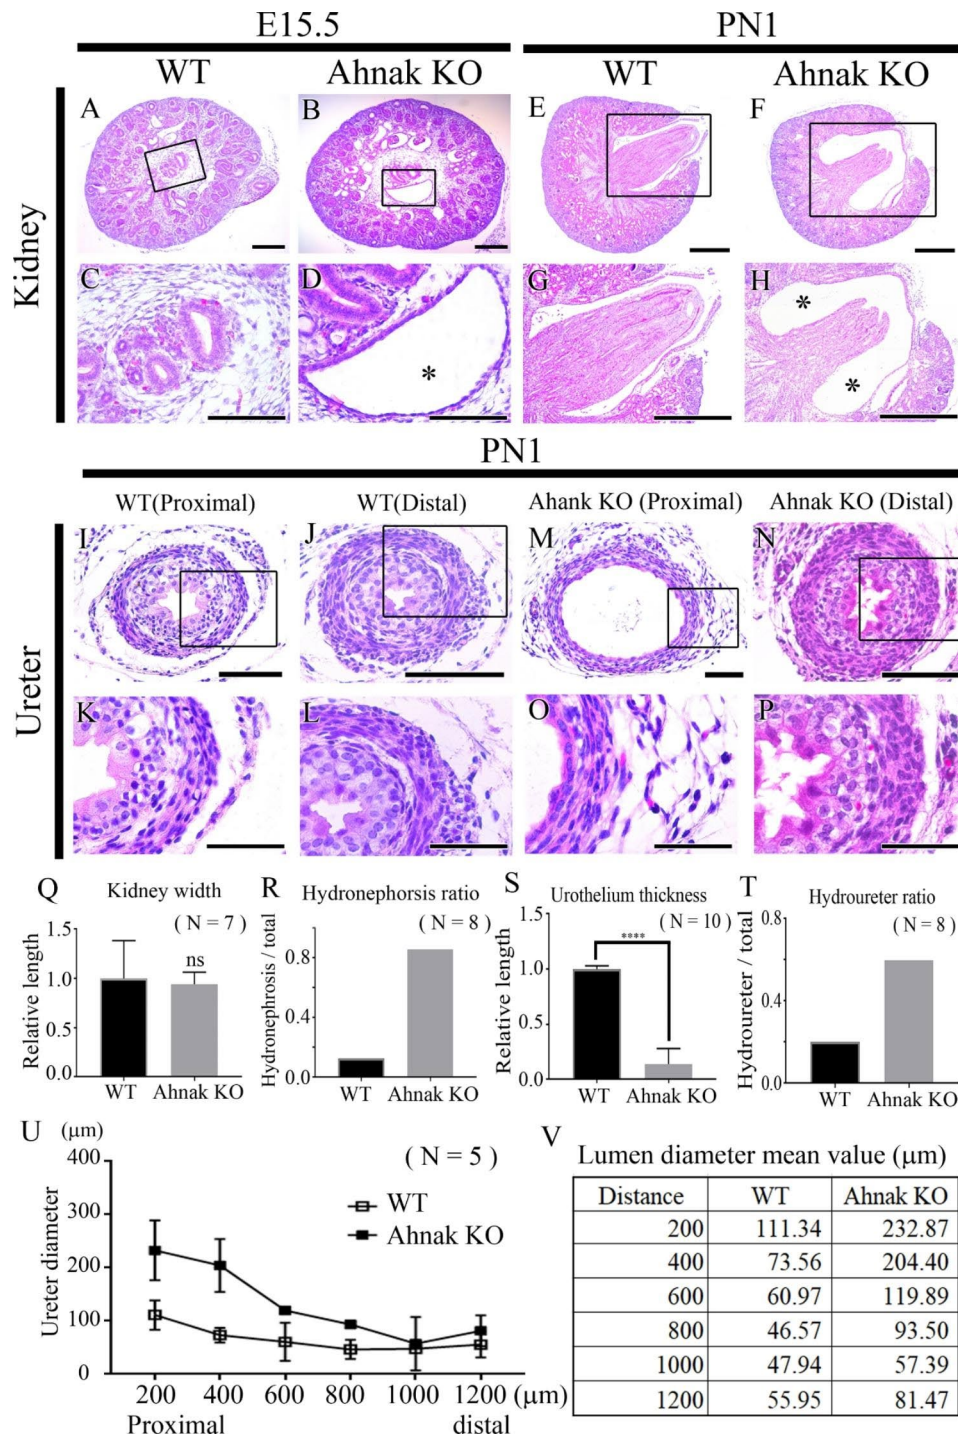 E15.5 PN1
WT Ahnak KO WT Ahnak KO
Kidney
A B E F
C D G H
* * *
PN1
WT(Proximal) WT(Distal) Ahank KO (Proximal) Ahnak KO (Distal)
Ureter
I J M N
K L O P
Q Kidney width
( N = 7 )
Relative length
1.5
1.0
0.5
0.0
ns
WT Ahnak KO
R Hydronephorsis ratio
( N = 8 )
Hydronephrosis / total
0.8
0.4
0.0
WT Ahnak KO
S Urothelium thickness
( N = 10 )
Relative length
1.5
1.0
0.5
0.0
****
WT Ahnak KO
T Hydroureter ratio
( N = 8 )
Hydroureter / total
0.8
0.4
0.0
WT Ahnak KO
U (μm)
( N = 5 )
Ureter diameter
400
300
200
100
0
WT
Ahnak KO
200 400 600 800 1000 1200 (μm)
Proximal distal
V Lumen diameter mean value (μm)
Distance WT Ahnak KO
200 111.34 232.87
400 73.56 204.40
600 60.97 119.89
800 46.57 93.50
1000 47.94 57.39
1200 55.95 81.47